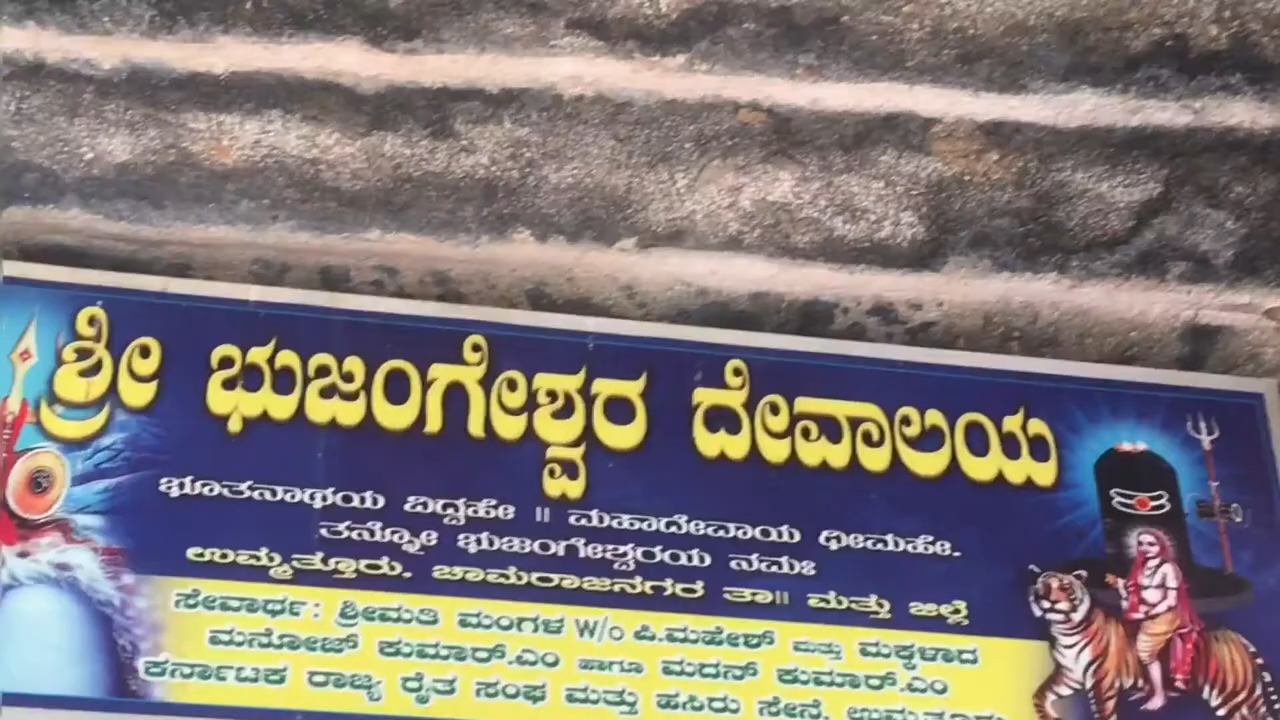 ಶ್ರೀ ಭುಜಂಗೇಶ್ವರ ದೇವಾಲಯ
ಭೂತನಾಥಯ ವಿದ್ಮಹೇ ॥ ಮಹಾದೇವಾಯ ಧೀಮಹೇ.
ತನ್ನೋ ಭುಜಂಗೇಶ್ವರಯ ನಮಃ
ಉಮ್ಮತ್ತೂರು. ಚಾಮರಾಜನಗರ ತಾ॥ ಮತ್ತು ಜಿಲ್ಲೆ
ಸೇವಾರ್ಥ: ಶ್ರೀಮತಿ ಮಂಗಳ W/o ಪಿ.ಮಹೇಶ್ ಮತ್ತು ಮಕ್ಕಳಾದ
ಮನೋಜ್ ಕುಮಾರ್.ಎಂ ಹಾಗೂ ಮದನ್ ಕುಮಾರ್.ಎಂ
ಕರ್ನಾಟಕ ರಾಜ್ಯ ರೈತ ಸಂಘ ಮತ್ತು ಹಸಿರು ಸೇನೆ.